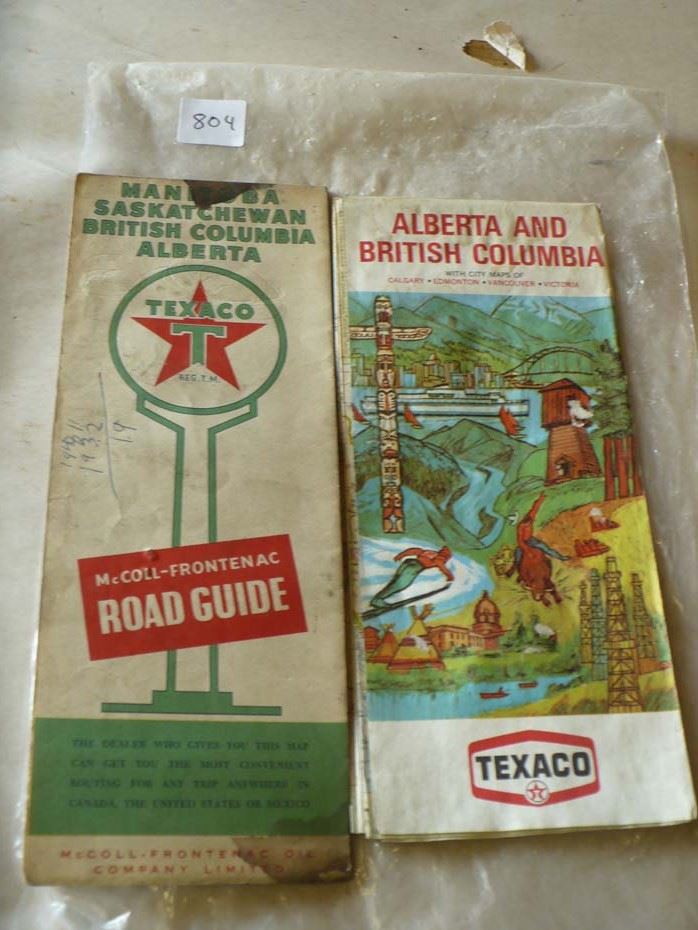 804
MANITOBA
SASKATCHEWAN
BRITISH COLUMBIA
ALBERTA
TEXACO
T
REG. T.M.
19
McCOLL-FRONTENAC
ROAD GUIDE
THE DEALER WHO GIVES YOU THIS MAP
CAN GET YOU THE MOST CONVENIENT
ROUTING FOR ANY TRIP ANYWHERE IN
CANADA, THE UNITED STATES OR MEXICO
McCOLL-FRONTENAC OIL
COMPANY LIMITED
ALBERTA AND
BRITISH COLUMBIA
WITH CITY MAPS OF
CALGARY • EDMONTON • VANCOUVER • VICTORIA
TEXACO
T